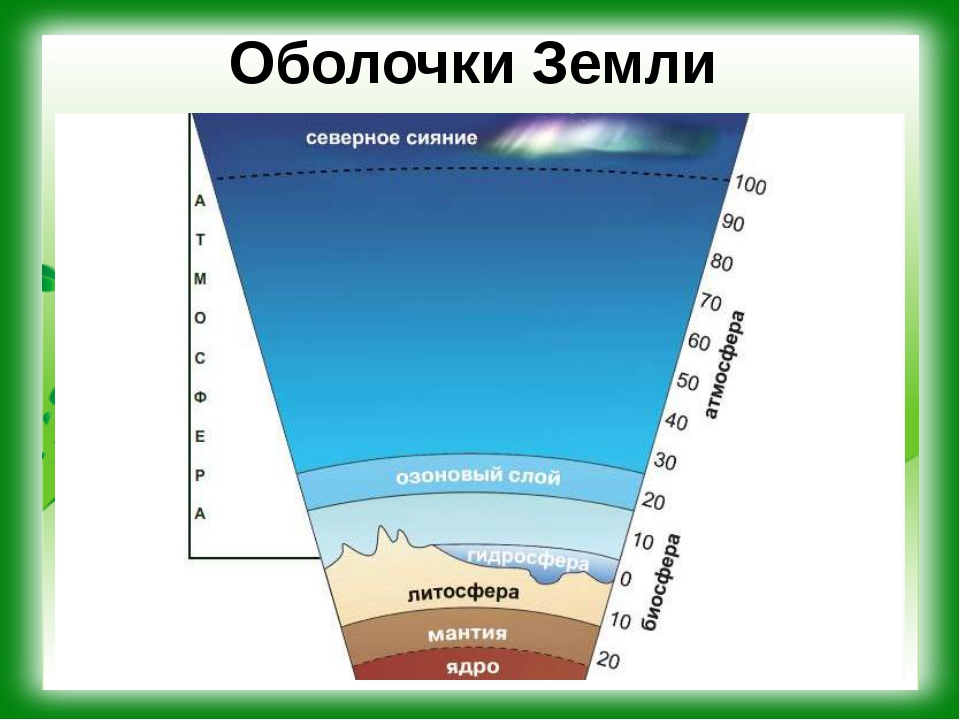 Оболочки Земли
северное сияние
А
Т
М
О
С
Ф
Е
Р
А
100
90
80
70
60
50
40
30
20
10
0
10
20
атмосфера
биосфера
озоновый слой
гидросфера
литосфера
мантия
ядро